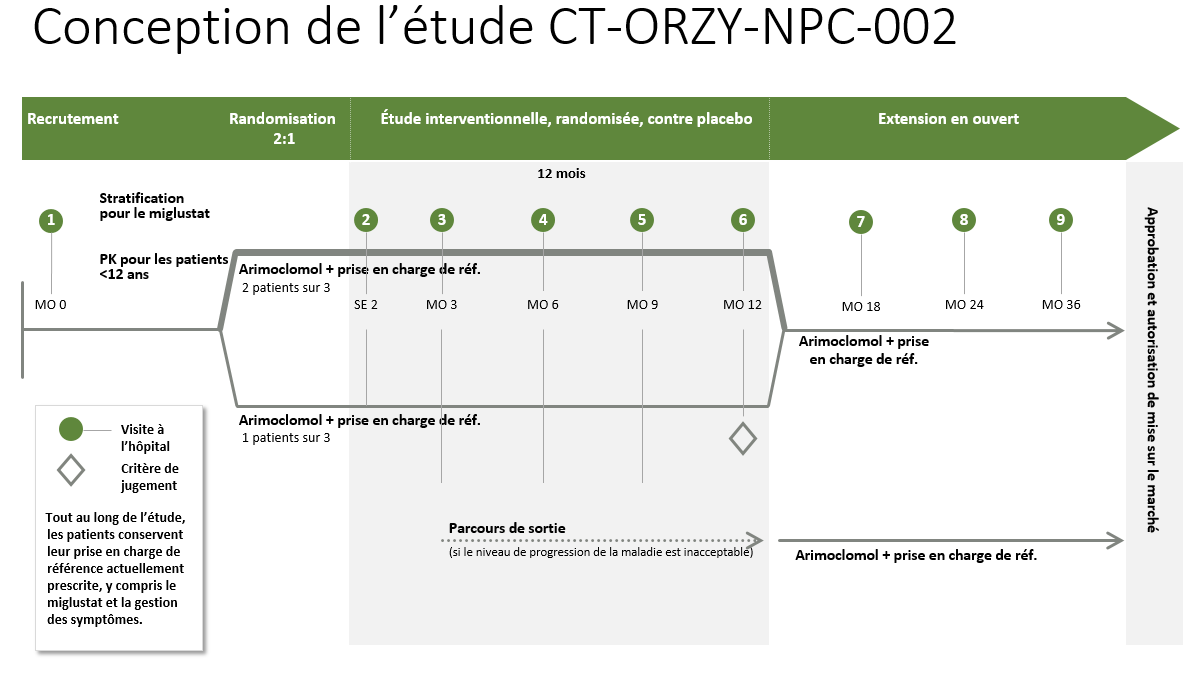 Conception de l’étude CT-ORZY-NPC-002
Recrutement
Randomisation
2:1
Étude interventionnelle, randomisée, contre placebo
Extension en ouvert
12 mois
Stratification
pour le miglustat
1
2
3
4
5
6
7
8
9
PK pour les patients
<12 ans
Arimoclomol + prise en charge de réf.
2 patients sur 3
MO 0
SE 2
MO 3
MO 6
MO 9
MO 12
MO 18
MO 24
MO 36
Arimoclomol + prise
en charge de réf.
Arimoclomol + prise en charge de réf.
1 patients sur 3
Visite à
l’hôpital
Critère de
jugement
Tout au long de l’étude,
les patients conservent
leur prise en charge de
référence actuellement
prescrite, y compris le
miglustat et la gestion
des symptômes.
Parcours de sortie
(si le niveau de progression de la maladie est inacceptable)
Arimoclomol + prise en charge de réf.
Approbation et autorisation de mise sur le marché